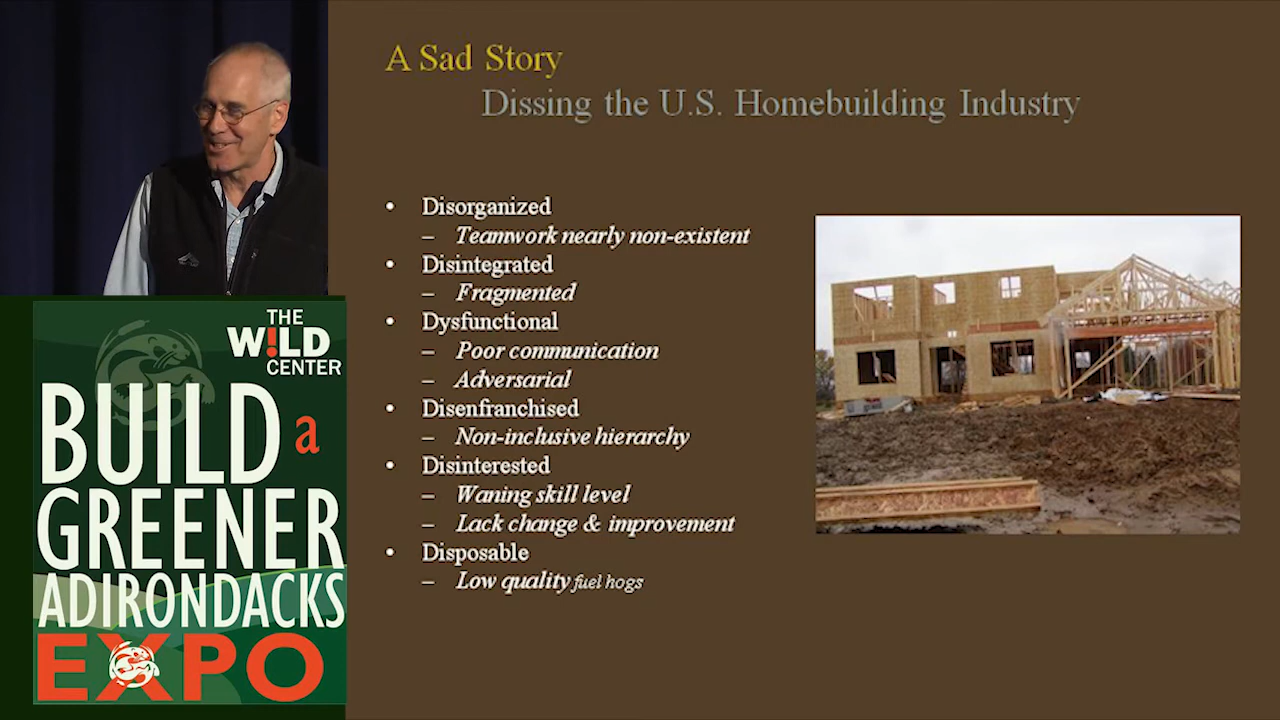 A Sad Story
Dissing the U.S. Homebuilding Industry
• Disorganized
– Teamwork nearly non-existent
• Disintegrated
– Fragmented
• Dysfunctional
– Poor communication
– Adversarial
• Disenfranchised
– Non-inclusive hierarchy
• Disinterested
– Waning skill level
– Lack change & improvement
• Disposable
– Low quality fuel hogs
THE
W!LD
CENTER
BUILD a
GREENER
ADIRONDACKS
EXPO